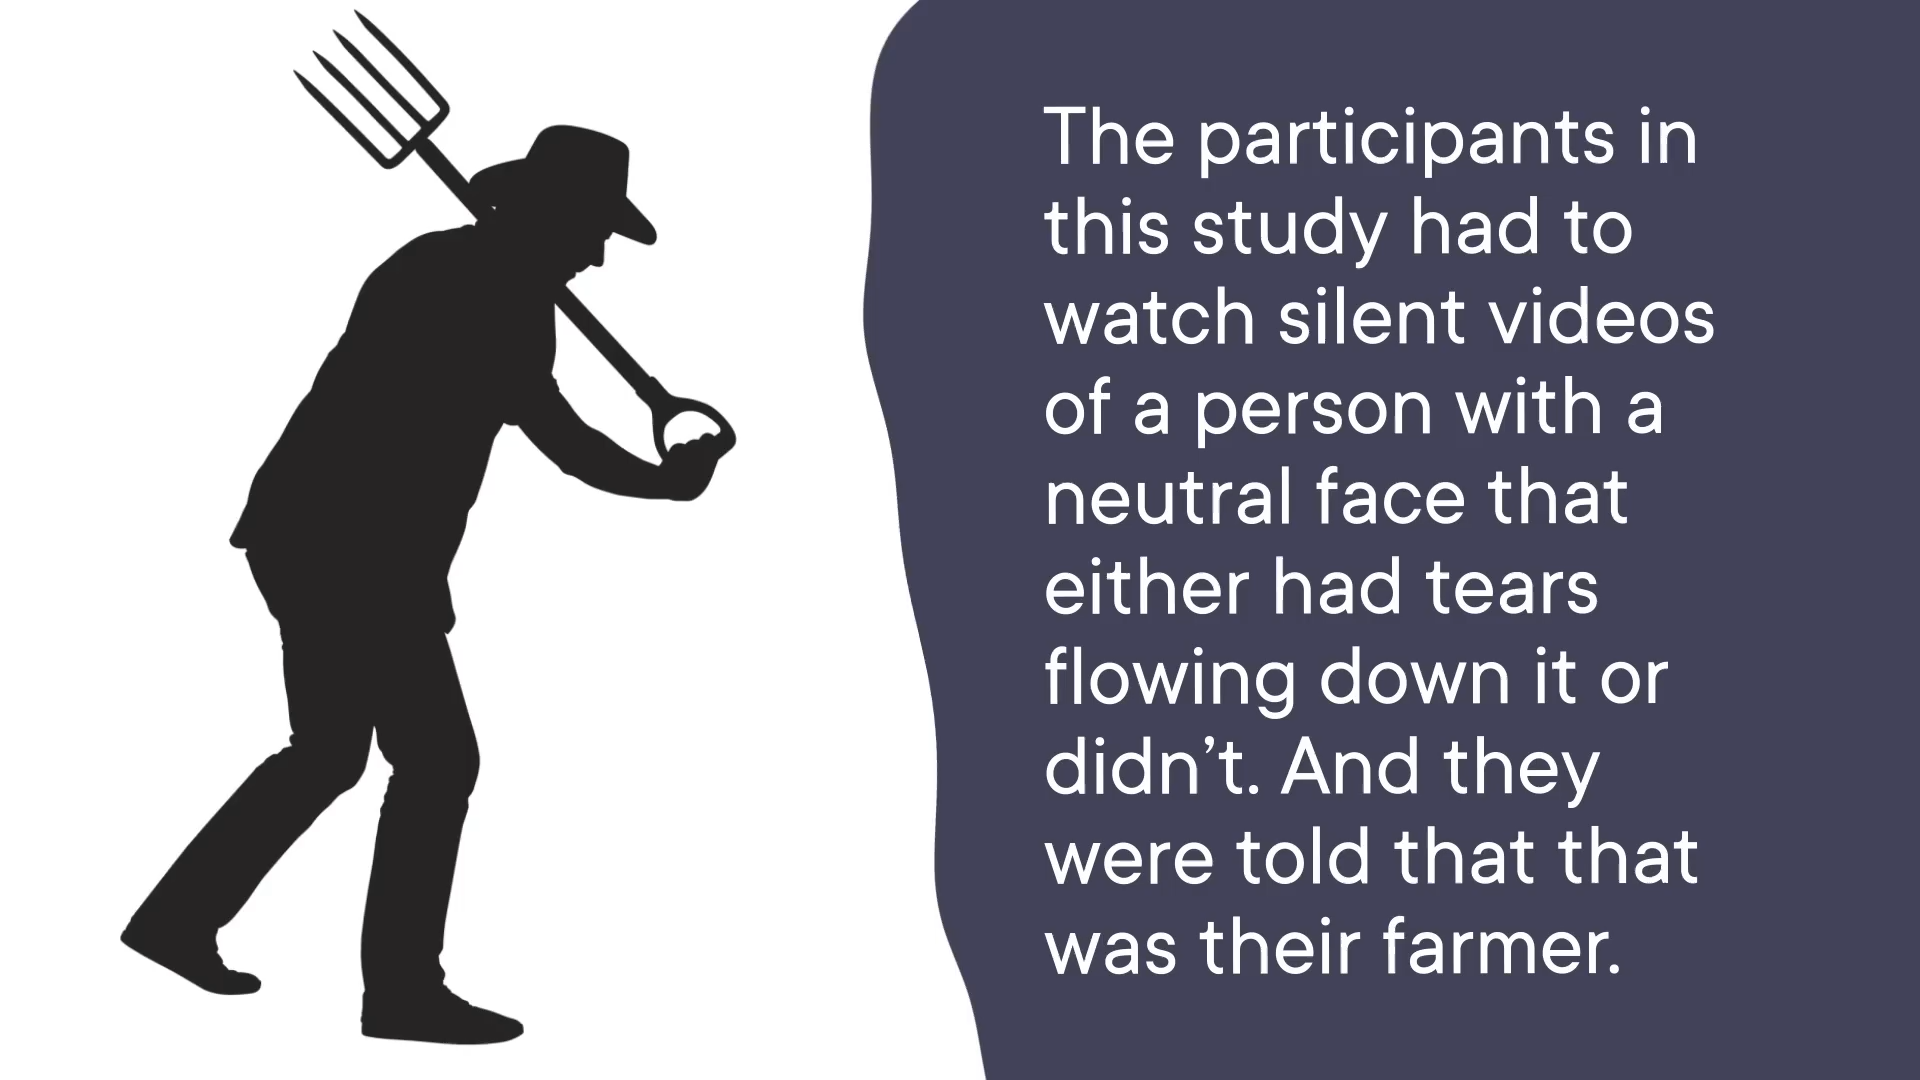 The participants in
this study had to
watch silent videos
of a person with a
neutral face that
either had tears
flowing down it or
didn’t. And they
were told that that
was their farmer.